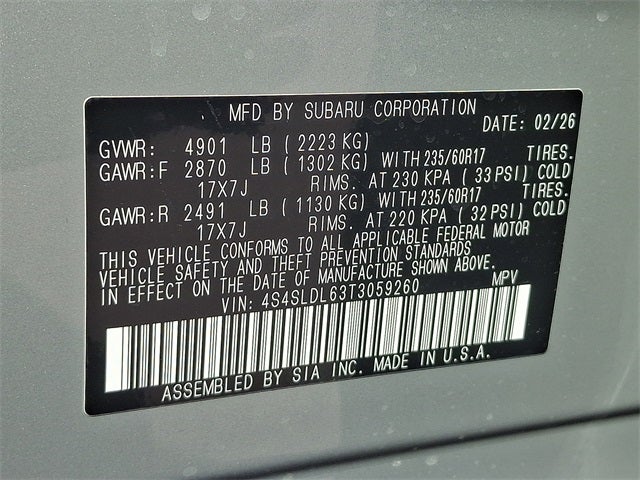 MFD BY SUBARU CORPORATION
DATE: 02/26
GVWR: 4901 LB ( 2223 KG)
GAWR:F 2870 LB ( 1302 KG) WITH 235/60R17 TIRES.
17X7J RIMS. AT 230 KPA ( 33 PSI) COLD
GAWR:R 2491 LB ( 1130 KG) WITH 235/60R17 TIRES.
17X7J RIMS. AT 220 KPA ( 32 PSI) COLD
THIS VEHICLE CONFORMS TO ALL APPLICABLE FEDERAL MOTOR
VEHICLE SAFETY AND THEFT PREVENTION STANDARDS
IN EFFECT ON THE DATE OF MANUFACTURE SHOWN ABOVE.
VIN: 4S4SLDL63T3059260 MPV
ASSEMBLED BY SIA INC. MADE IN U.S.A.